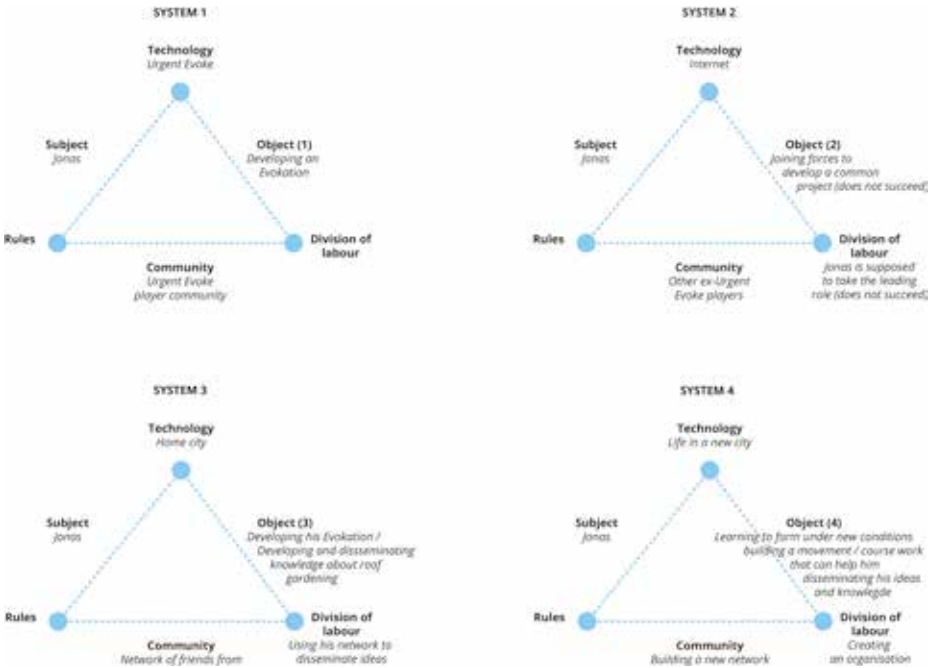 SYSTEM 1
Technology
Urgent Evoke
Subject
Jonas
Object (1)
Developing an
Evokation
Rules
Division of
labour
Community
Urgent Evoke
player community
SYSTEM 2
Technology
Internet
Subject
Jonas
Object (2)
Joining forces to
develop a common
project (does not succeed)
Rules
Division of
labour
Jonas is supposed
to take the leading
role (does not succeed)
Community
Other ex-Urgent
Evoke players
SYSTEM 3
Technology
Home city
Subject
Jonas
Object (3)
Developing his Evokation /
Developing and disseminating
knowledge about roof
gardening
Rules
Division of
labour
Using his network to
disseminate ideas
Community
Network of friends from
SYSTEM 4
Technology
Life in a new city
Subject
Jonas
Object (4)
Learning to farm under new conditions
building a movement / course work
that can help him
disseminating his ideas
and knowlegde
Rules
Division of
labour
Creating
an organisation
Community
Building a new network